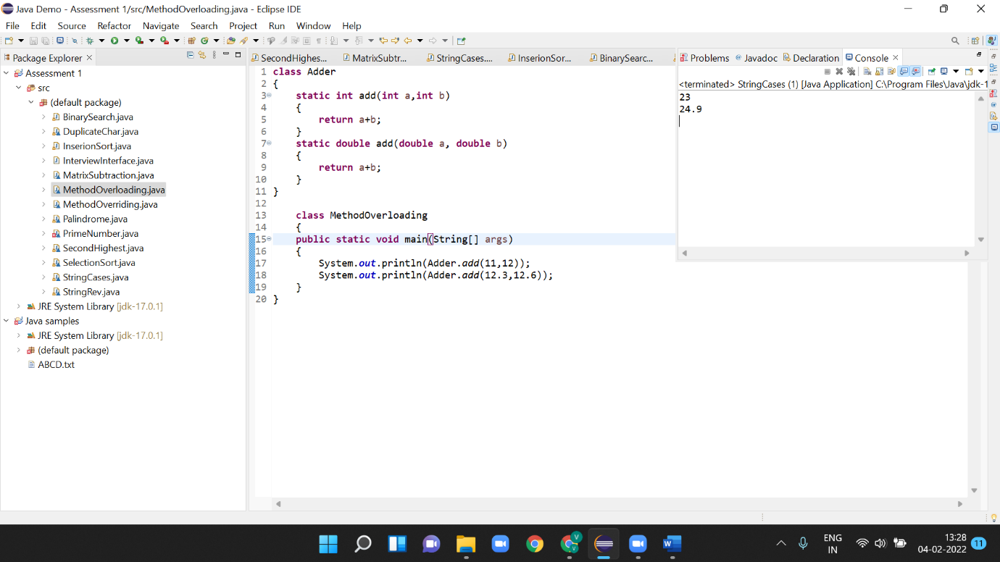 Java Demo - Assessment 1/src/MethodOverloading.java - Eclipse IDE
File Edit Source Refactor Navigate Search Project Run Window Help
Package Explorer
Assessment 1
src
(default package)
BinarySearch.java
DuplicateChar.java
InserionSort.java
InterviewInterface.java
MatrixSubtraction.java
MethodOverloading.java
MethodOverriding.java
Palindrome.java
PrimeNumber.java
SecondHighest.java
SelectionSort.java
StringCases.java
StringRev.java
JRE System Library [jdk-17.0.1]
Java samples
JRE System Library [jdk-17.0.1]
(default package)
ABCD.txt
SecondHighes... MatrixSubtr... StringCases.... InserionSor... BinarySearc...
1 class Adder
2 {
3 static int add(int a,int b)
4 {
5 return a+b;
6 }
7 static double add(double a, double b)
8 {
9 return a+b;
10 }
11 }
12
13 class MethodOverloading
14 {
15 public static void main(String[] args)
16 {
17 System.out.println(Adder.add(11,12));
18 System.out.println(Adder.add(12.3,12.6));
19 }
20 }
Problems Javadoc Declaration Console
<terminated> StringCases (1) [Java Application] C:\Program Files\Java\jdk-1
23
24.9
ENG
IN
13:28
04-02-2022
11